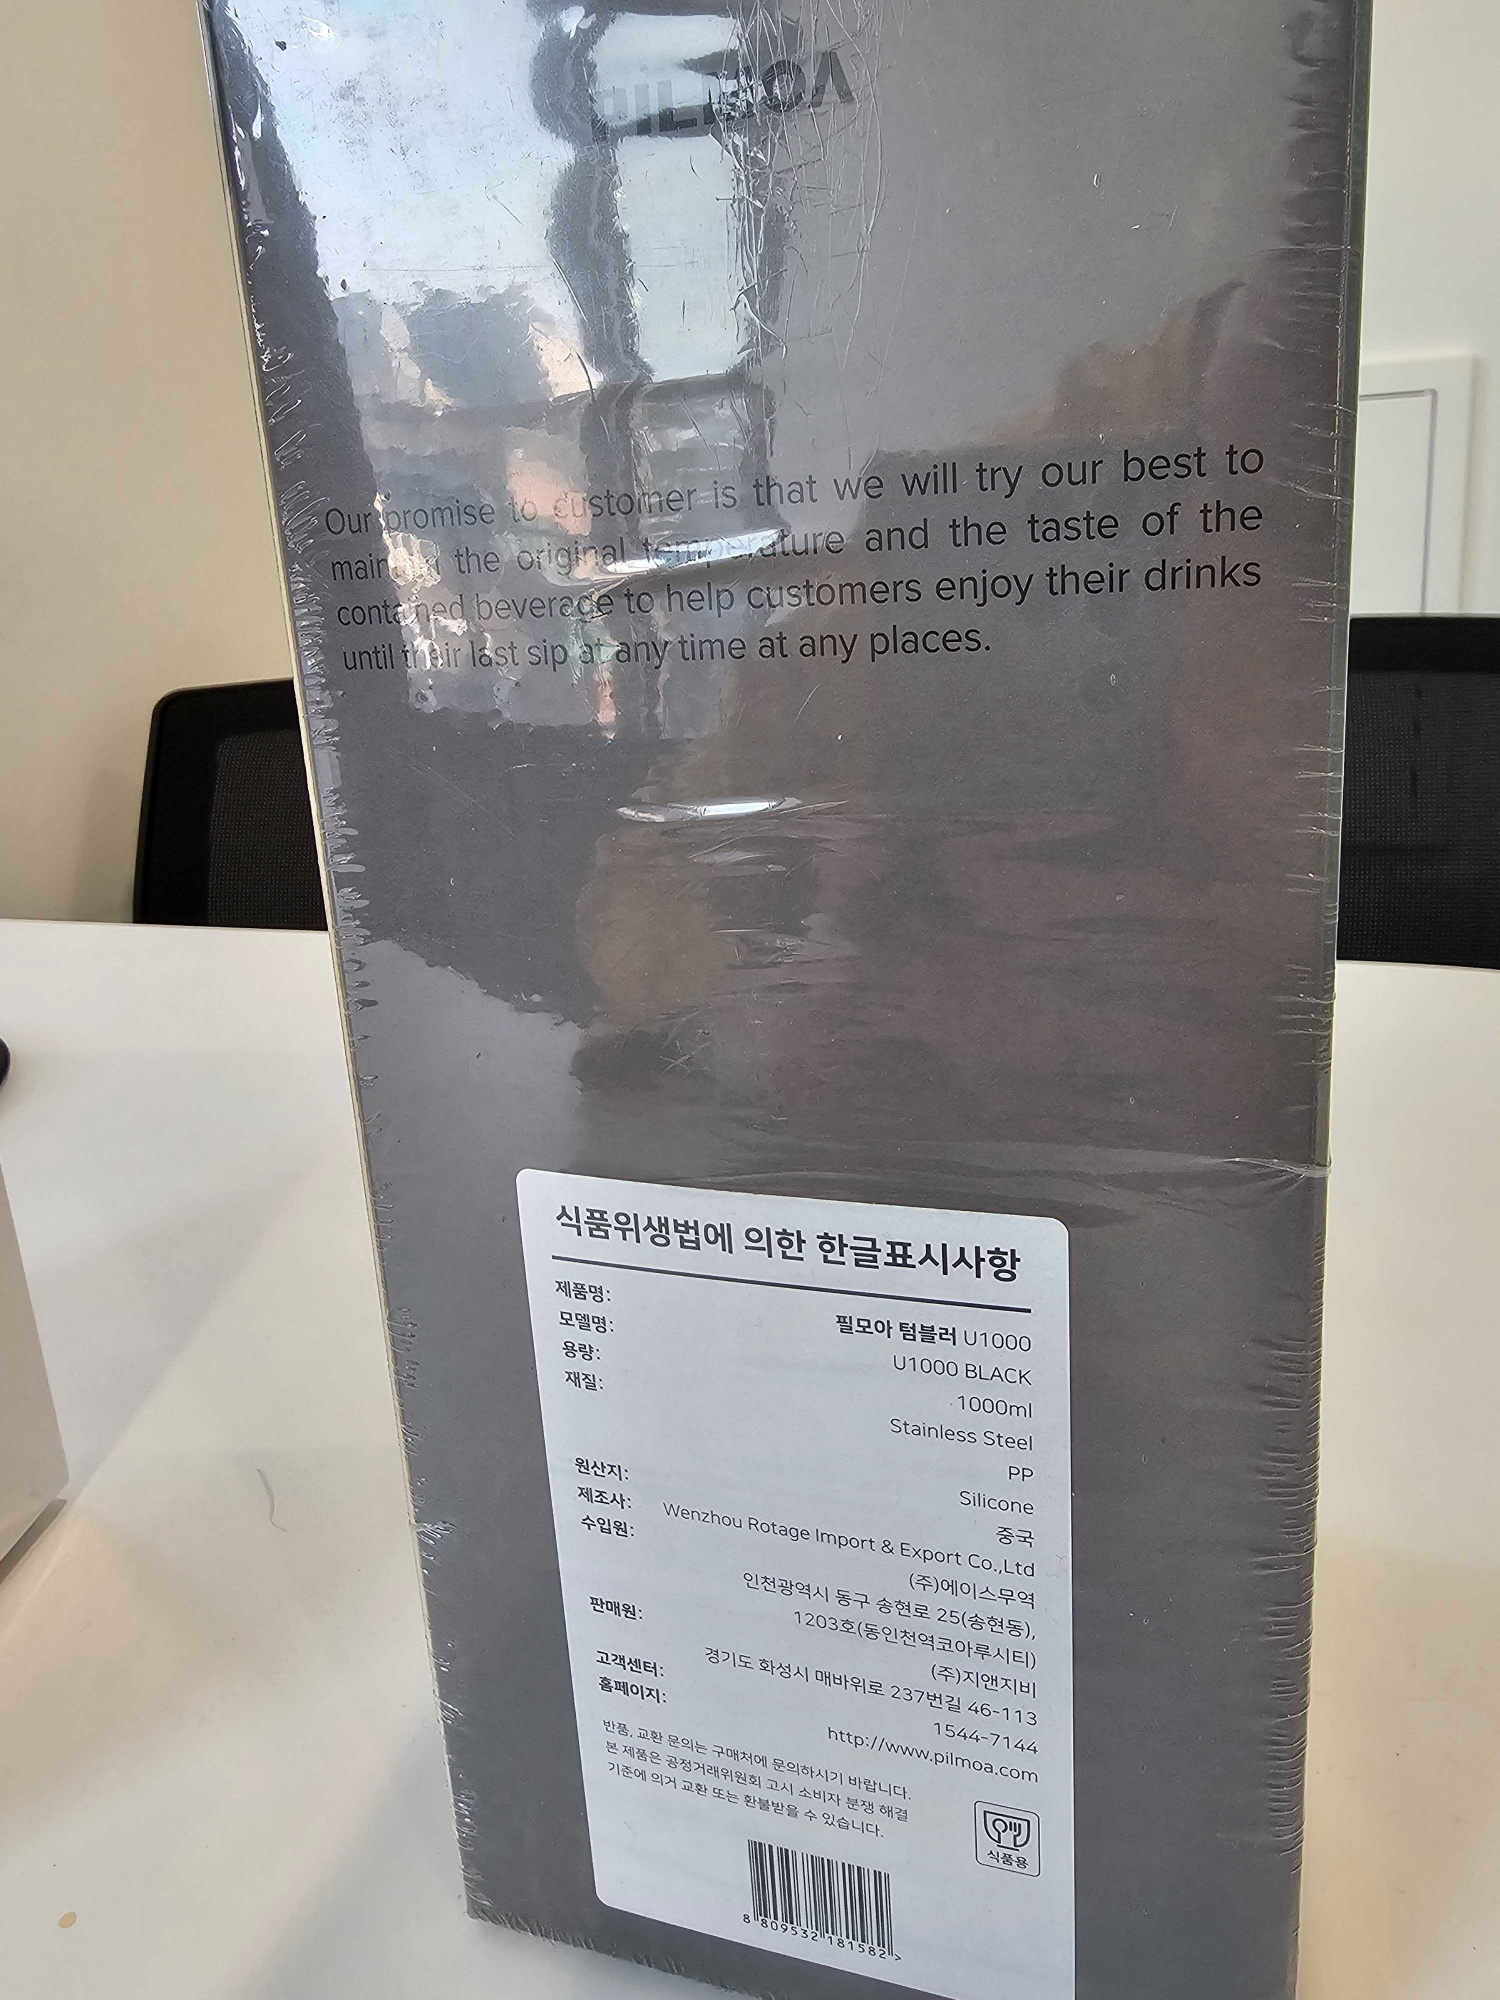 PILMOA
Our promise to customer is that we will try our best to
maintain the original temperature and the taste of the
contained beverage to help customers enjoy their drinks
until their last sip at any time at any places.
식품위생법에 의한 한글표시사항
제품명: 필모아 텀블러 U1000
모델명: U1000 BLACK
용량: 1000ml
재질: Stainless Steel
PP
Silicone
원산지: 중국
제조사: Wenzhou Rotage Import & Export Co.,Ltd
수입원: (주)에이스무역
인천광역시 동구 송현로 25(송현동),
1203호(동인천역코아루시티)
판매원: (주)지앤지비
경기도 화성시 매바위로 237번길 46-113
고객센터: 1544-7144
홈페이지: http://www.pilmoa.com
반품, 교환 문의는 구매처에 문의하시기 바랍니다.
본 제품은 공정거래위원회 고시 소비자 분쟁 해결
기준에 의거 교환 또는 환불받을 수 있습니다.
식품용
8 809532 181582 >